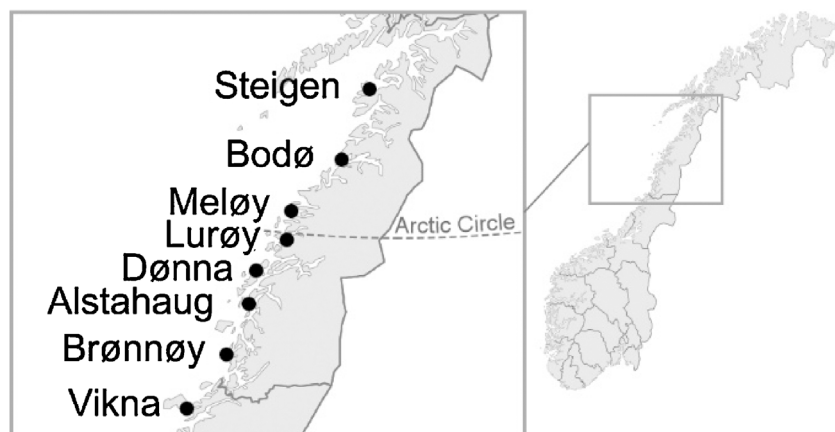 Steigen
Bodø
Meløy
Arctic Circle
Lurøy
Dønna
Alstahaug
Brønnøy
Vikna